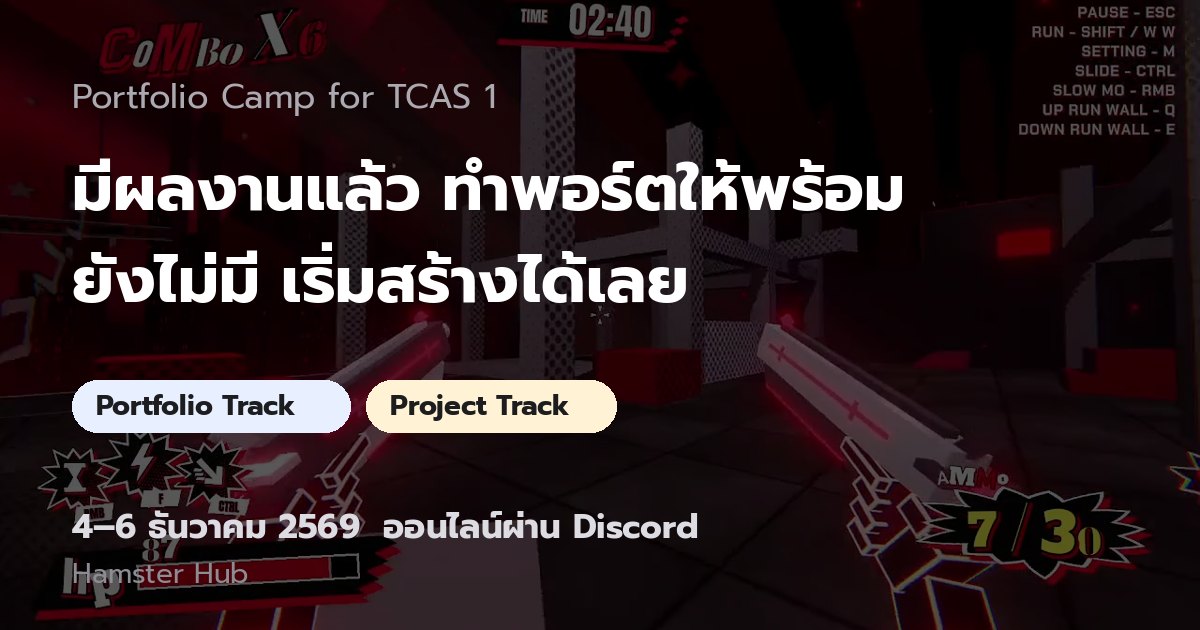 COMBO X6
TIME 02:40
PAUSE - ESC
RUN - SHIFT / W W
SETTING - M
SLIDE - CTRL
SLOW MO - RMB
UP RUN WALL - Q
DOWN RUN WALL - E
Portfolio Camp for TCAS 1
มีผลงานแล้ว ทำพอร์ตให้พร้อม
ยังไม่มี เริ่มสร้างได้เลย
Portfolio Track
Project Track
F
CTRL
AMMO
7 / 30
4–6 ธันวาคม 2569 ออนไลน์ผ่าน Discord
87
Hamster Hub
Hp